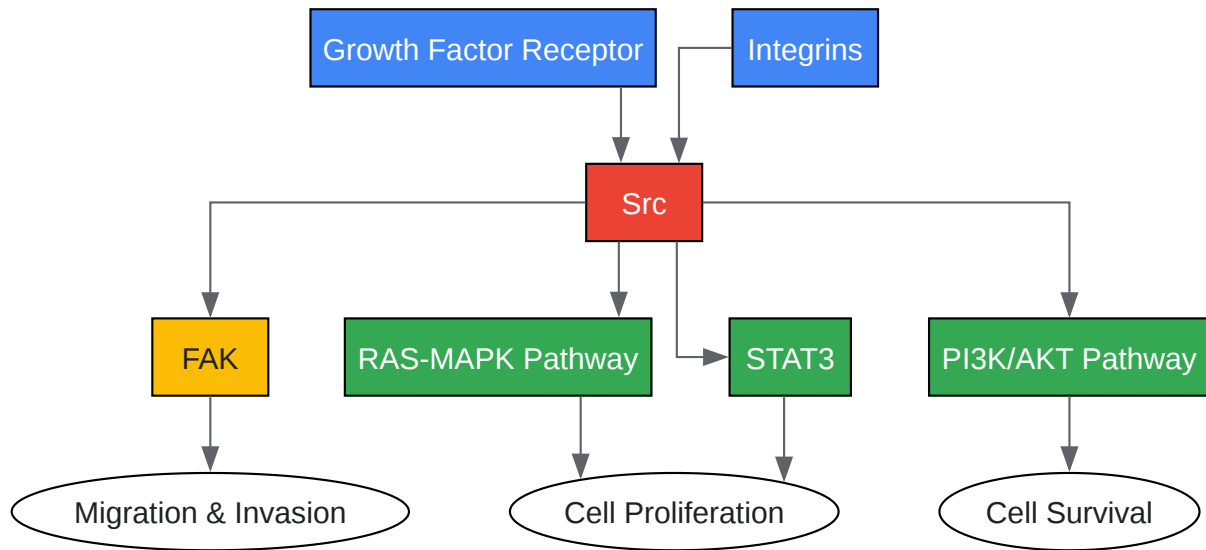 Growth Factor Receptor
Integrins
Src
FAK
RAS-MAPK Pathway
STAT3
PI3K/AKT Pathway
Migration & Invasion
Cell Proliferation
Cell Survival